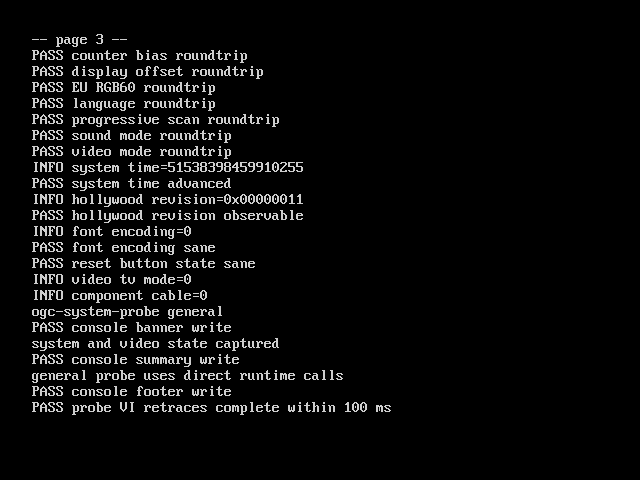 -- page 3 --
PASS counter bias roundtrip
PASS display offset roundtrip
PASS EU RGB60 roundtrip
PASS language roundtrip
PASS progressive scan roundtrip
PASS sound mode roundtrip
PASS video mode roundtrip
INFO system time=51538398459910255
PASS system time advanced
INFO hollywood revision=0x00000011
PASS hollywood revision observable
INFO font encoding=0
PASS font encoding sane
PASS reset button state sane
INFO video tv mode=0
INFO component cable=0
ogc-system-probe general
PASS console banner write
system and video state captured
PASS console summary write
general probe uses direct runtime calls
PASS console footer write
PASS probe VI retraces complete within 100 ms